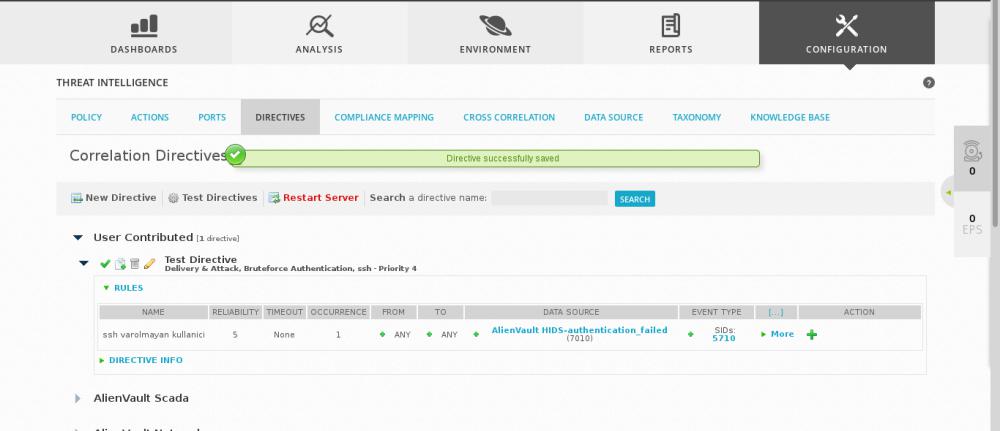 DASHBOARDS
ANALYSIS
ENVIRONMENT
REPORTS
CONFIGURATION
THREAT INTELLIGENCE
?
POLICY
ACTIONS
PORTS
DIRECTIVES
COMPLIANCE MAPPING
CROSS CORRELATION
DATA SOURCE
TAXONOMY
KNOWLEDGE BASE
Correlation Directives
Directive successfully saved
0
New Directive
Test Directives
Restart Server
Search a directive name:
SEARCH
0
EPS
User Contributed [1 directive]
Test Directive
Delivery & Attack, Bruteforce Authentication, ssh - Priority 4
RULES
NAME RELIABILITY TIMEOUT OCCURRENCE FROM TO DATA SOURCE EVENT TYPE [...] ACTION
ssh varolmayan kullanici 5 None 1 ANY ANY AlienVault HIDS-authentication_failed (7010) SIDs: 5710 More
DIRECTIVE INFO
AlienVault Scada